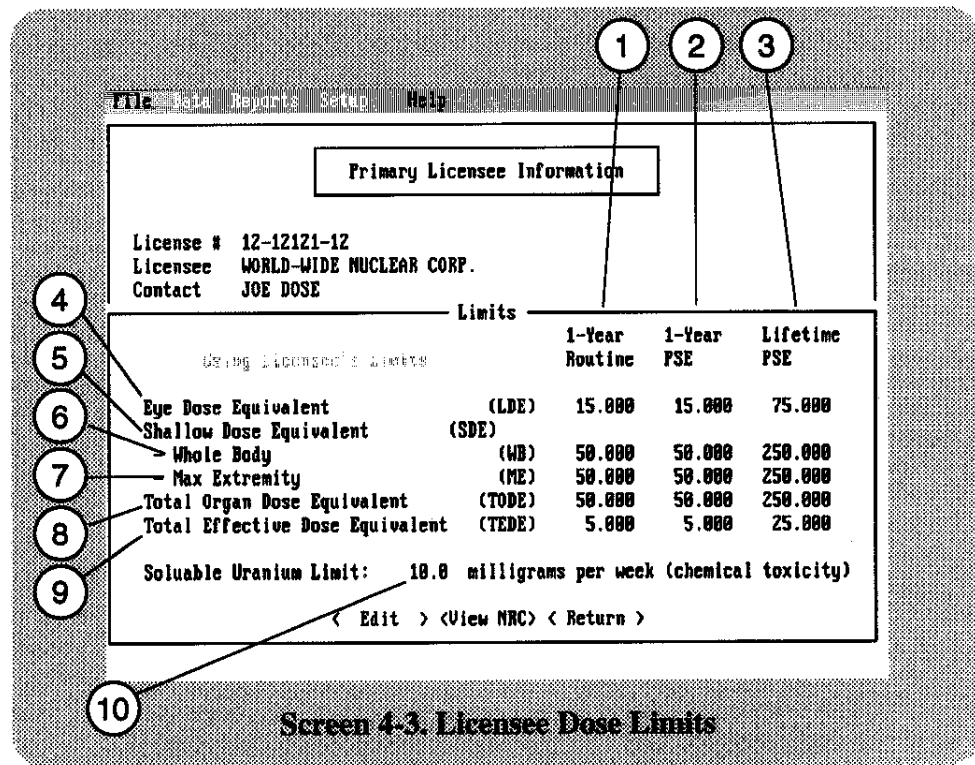 1 2 3
File Data Reports Setup Help
Primary Licensee Information
License # 12-12121-12
Licensee WORLD-WIDE NUCLEAR CORP.
Contact JOE DOSE
Limits
1-Year 1-Year Lifetime
Using Licensee's Limits Routine PSE PSE
4 Eye Dose Equivalent (LDE) 15.000 15.000 75.000
5 Shallow Dose Equivalent (SDE)
6 Whole Body (WB) 50.000 50.000 250.000
7 Max Extremity (ME) 50.000 50.000 250.000
8 Total Organ Dose Equivalent (TODE) 50.000 50.000 250.000
9 Total Effective Dose Equivalent (TEDE) 5.000 5.000 25.000
Soluable Uranium Limit: 10.0 milligrams per week (chemical toxicity)
< Edit > <View NRC> < Return >
10
Screen 4-3. Licensee Dose Limits